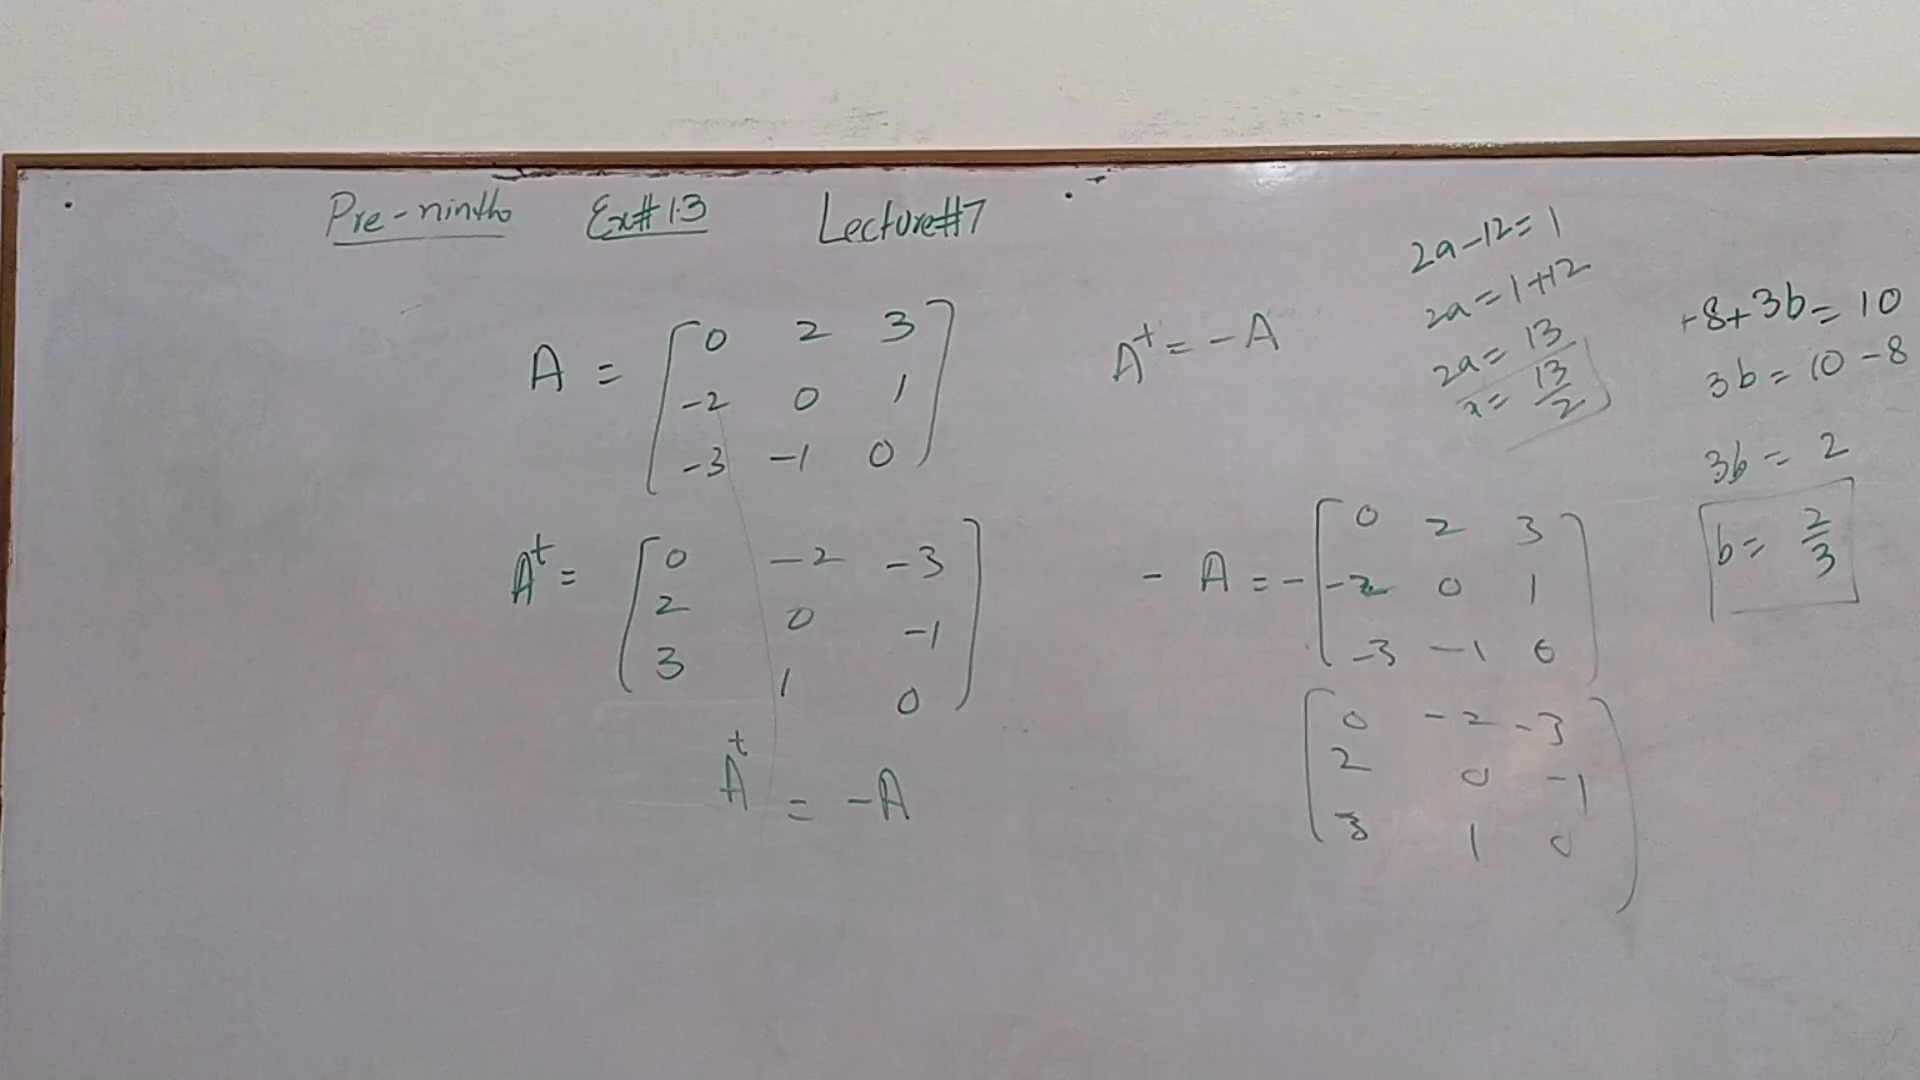 Pre-ninth Ex#1.3 Lecture#7
A = [0 2 3
-2 0 1
-3 -1 0]
A^t = -A
A^t = [0 -2 -3
2 0 -1
3 1 0]
A^t = -A
2a-12=1
2a=1+12
2a=13
x=13/2
+8+3b=10
3b=10-8
3b=2
b=2/3
-A=-[0 2 3
-2 0 1
-3 -1 0]
[0 -2 -3
2 0 -1
3 1 0]